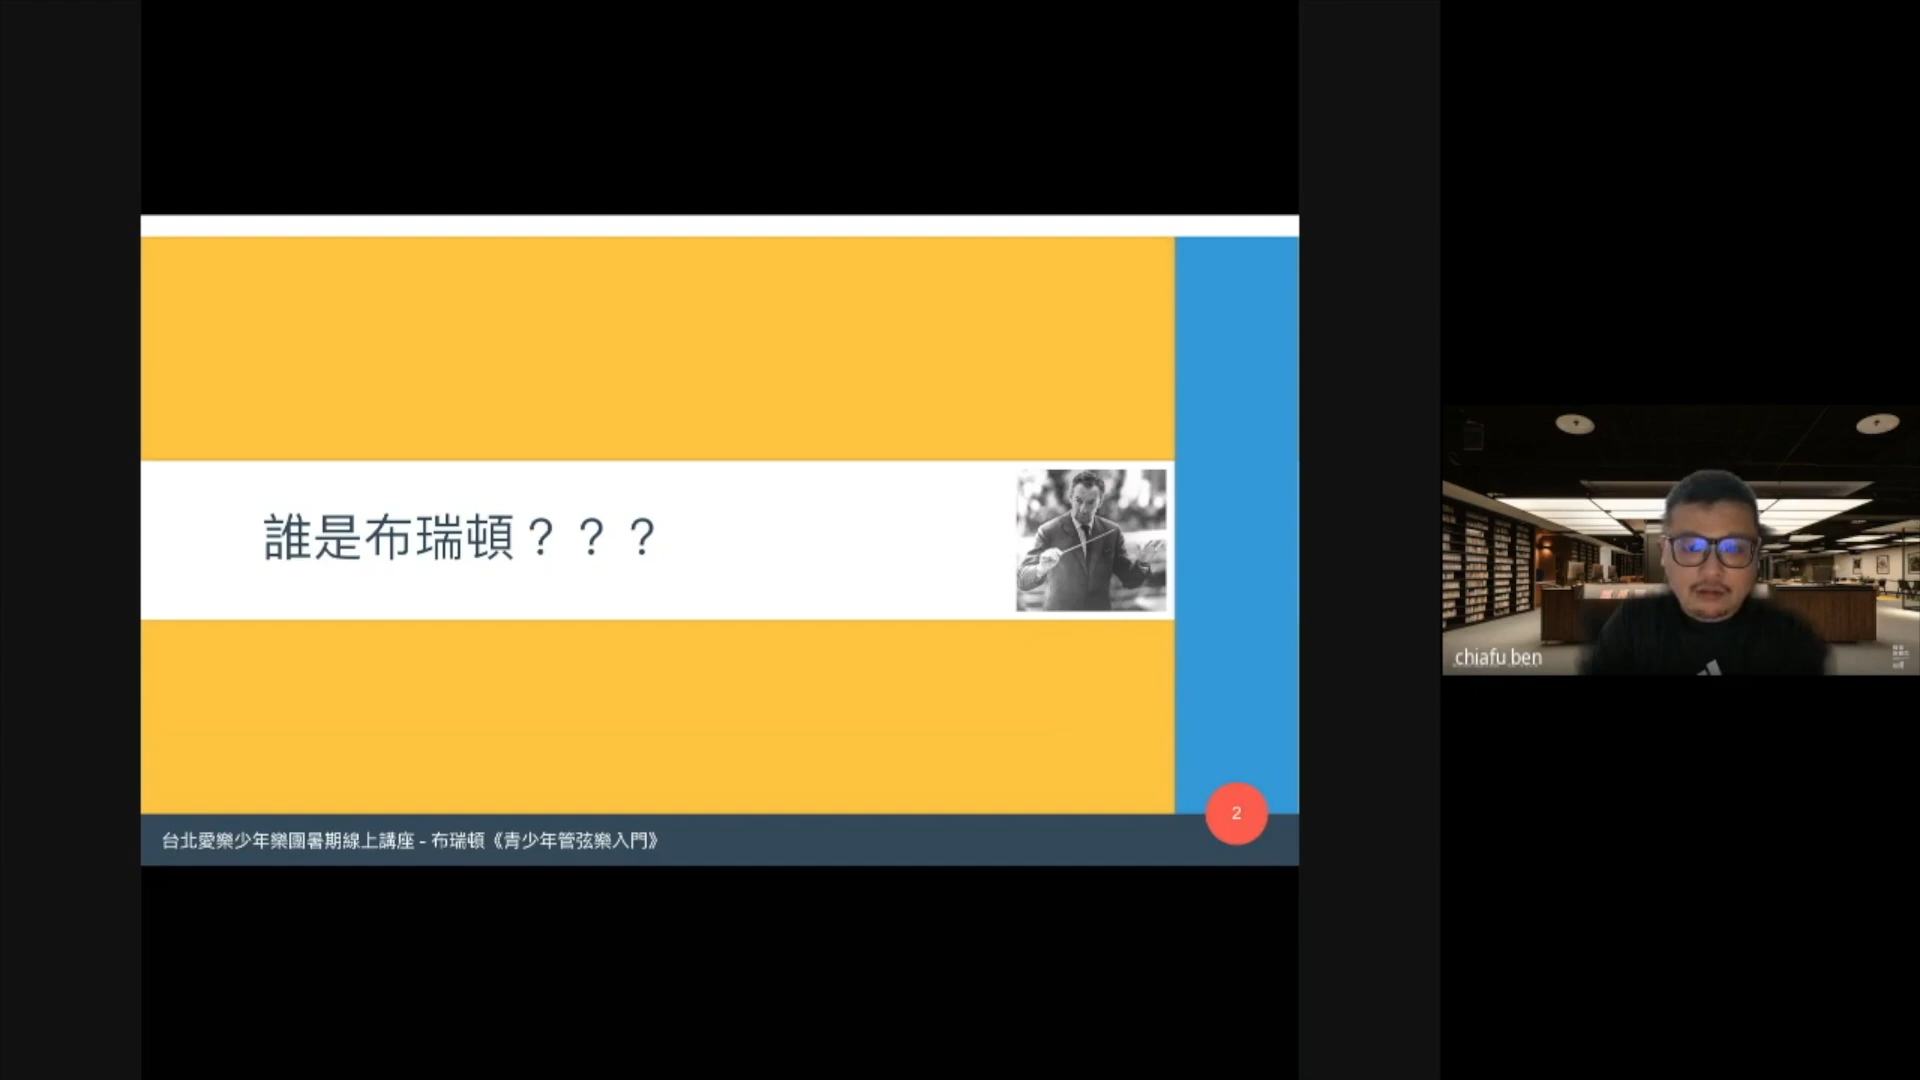 誰是布瑞頓？？？
2
台北愛樂少年樂團暑期線上講座 - 布瑞頓《青少年管弦樂入門》
chiafu ben